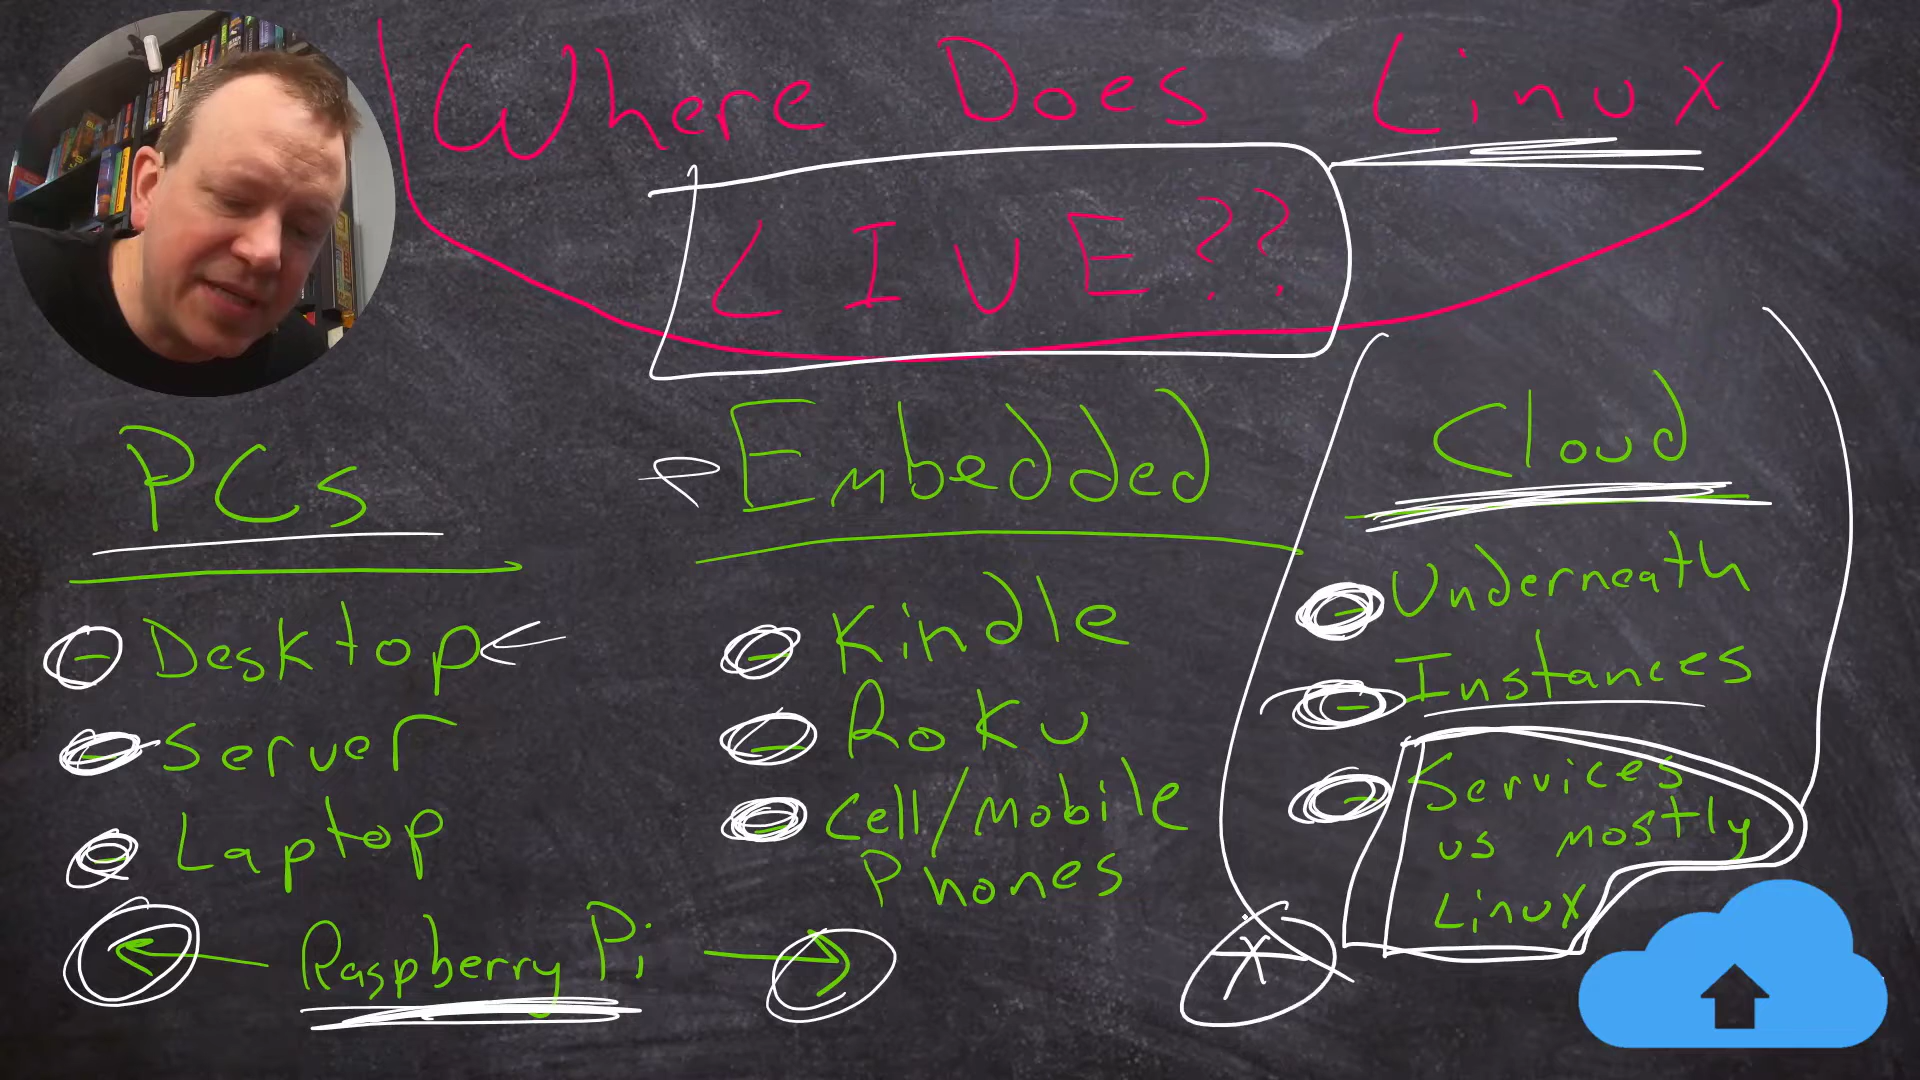 Where Does Linux
LIVE??
PCs
- Desktop
- Server
- Laptop
Raspberry Pi
Embedded
- Kindle
- Roku
- Cell/Mobile
Phones
Cloud
- Underneath
- Instances
- Services
us mostly
Linux